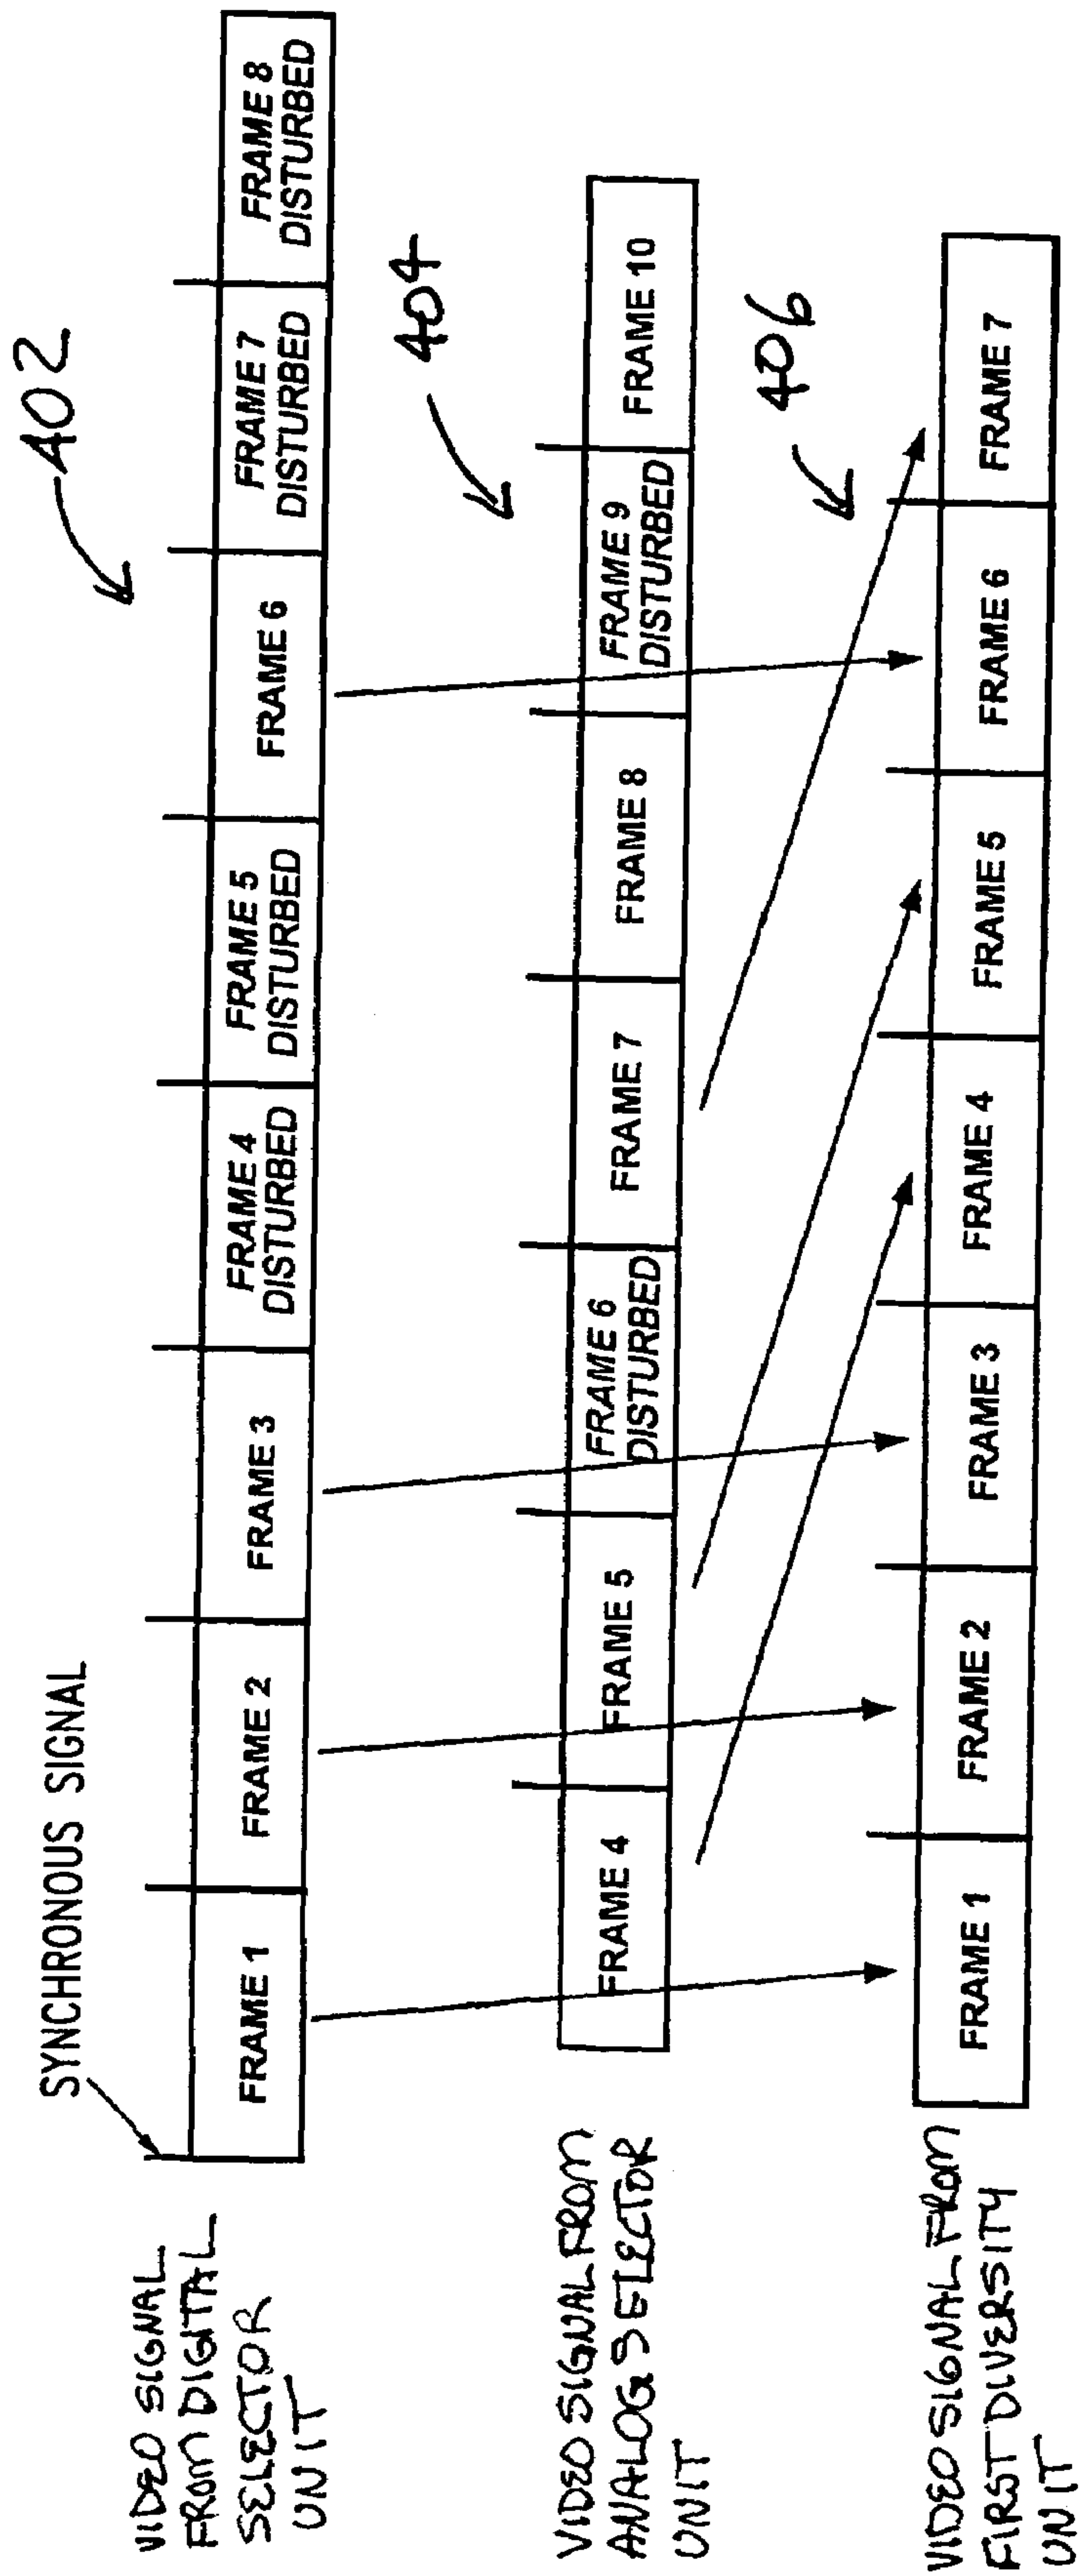 SYNCHRONOUS SIGNAL
402
VIDEO SIGNAL
FROM DIGITAL
SELECTOR
UNIT
FRAME 1
FRAME 2
FRAME 3
FRAME 4
DISTURBED
FRAME 5
DISTURBED
FRAME 6
FRAME 7
DISTURBED
FRAME 8
DISTURBED
404
VIDEO SIGNAL FROM
ANALOG SELECTOR
UNIT
FRAME 4
FRAME 5
FRAME 6
DISTURBED
FRAME 7
FRAME 8
FRAME 9
DISTURBED
FRAME 10
406
VIDEO SIGNAL FROM
FIRST DIVERSITY
UNIT
FRAME 1
FRAME 2
FRAME 3
FRAME 4
FRAME 5
FRAME 6
FRAME 7